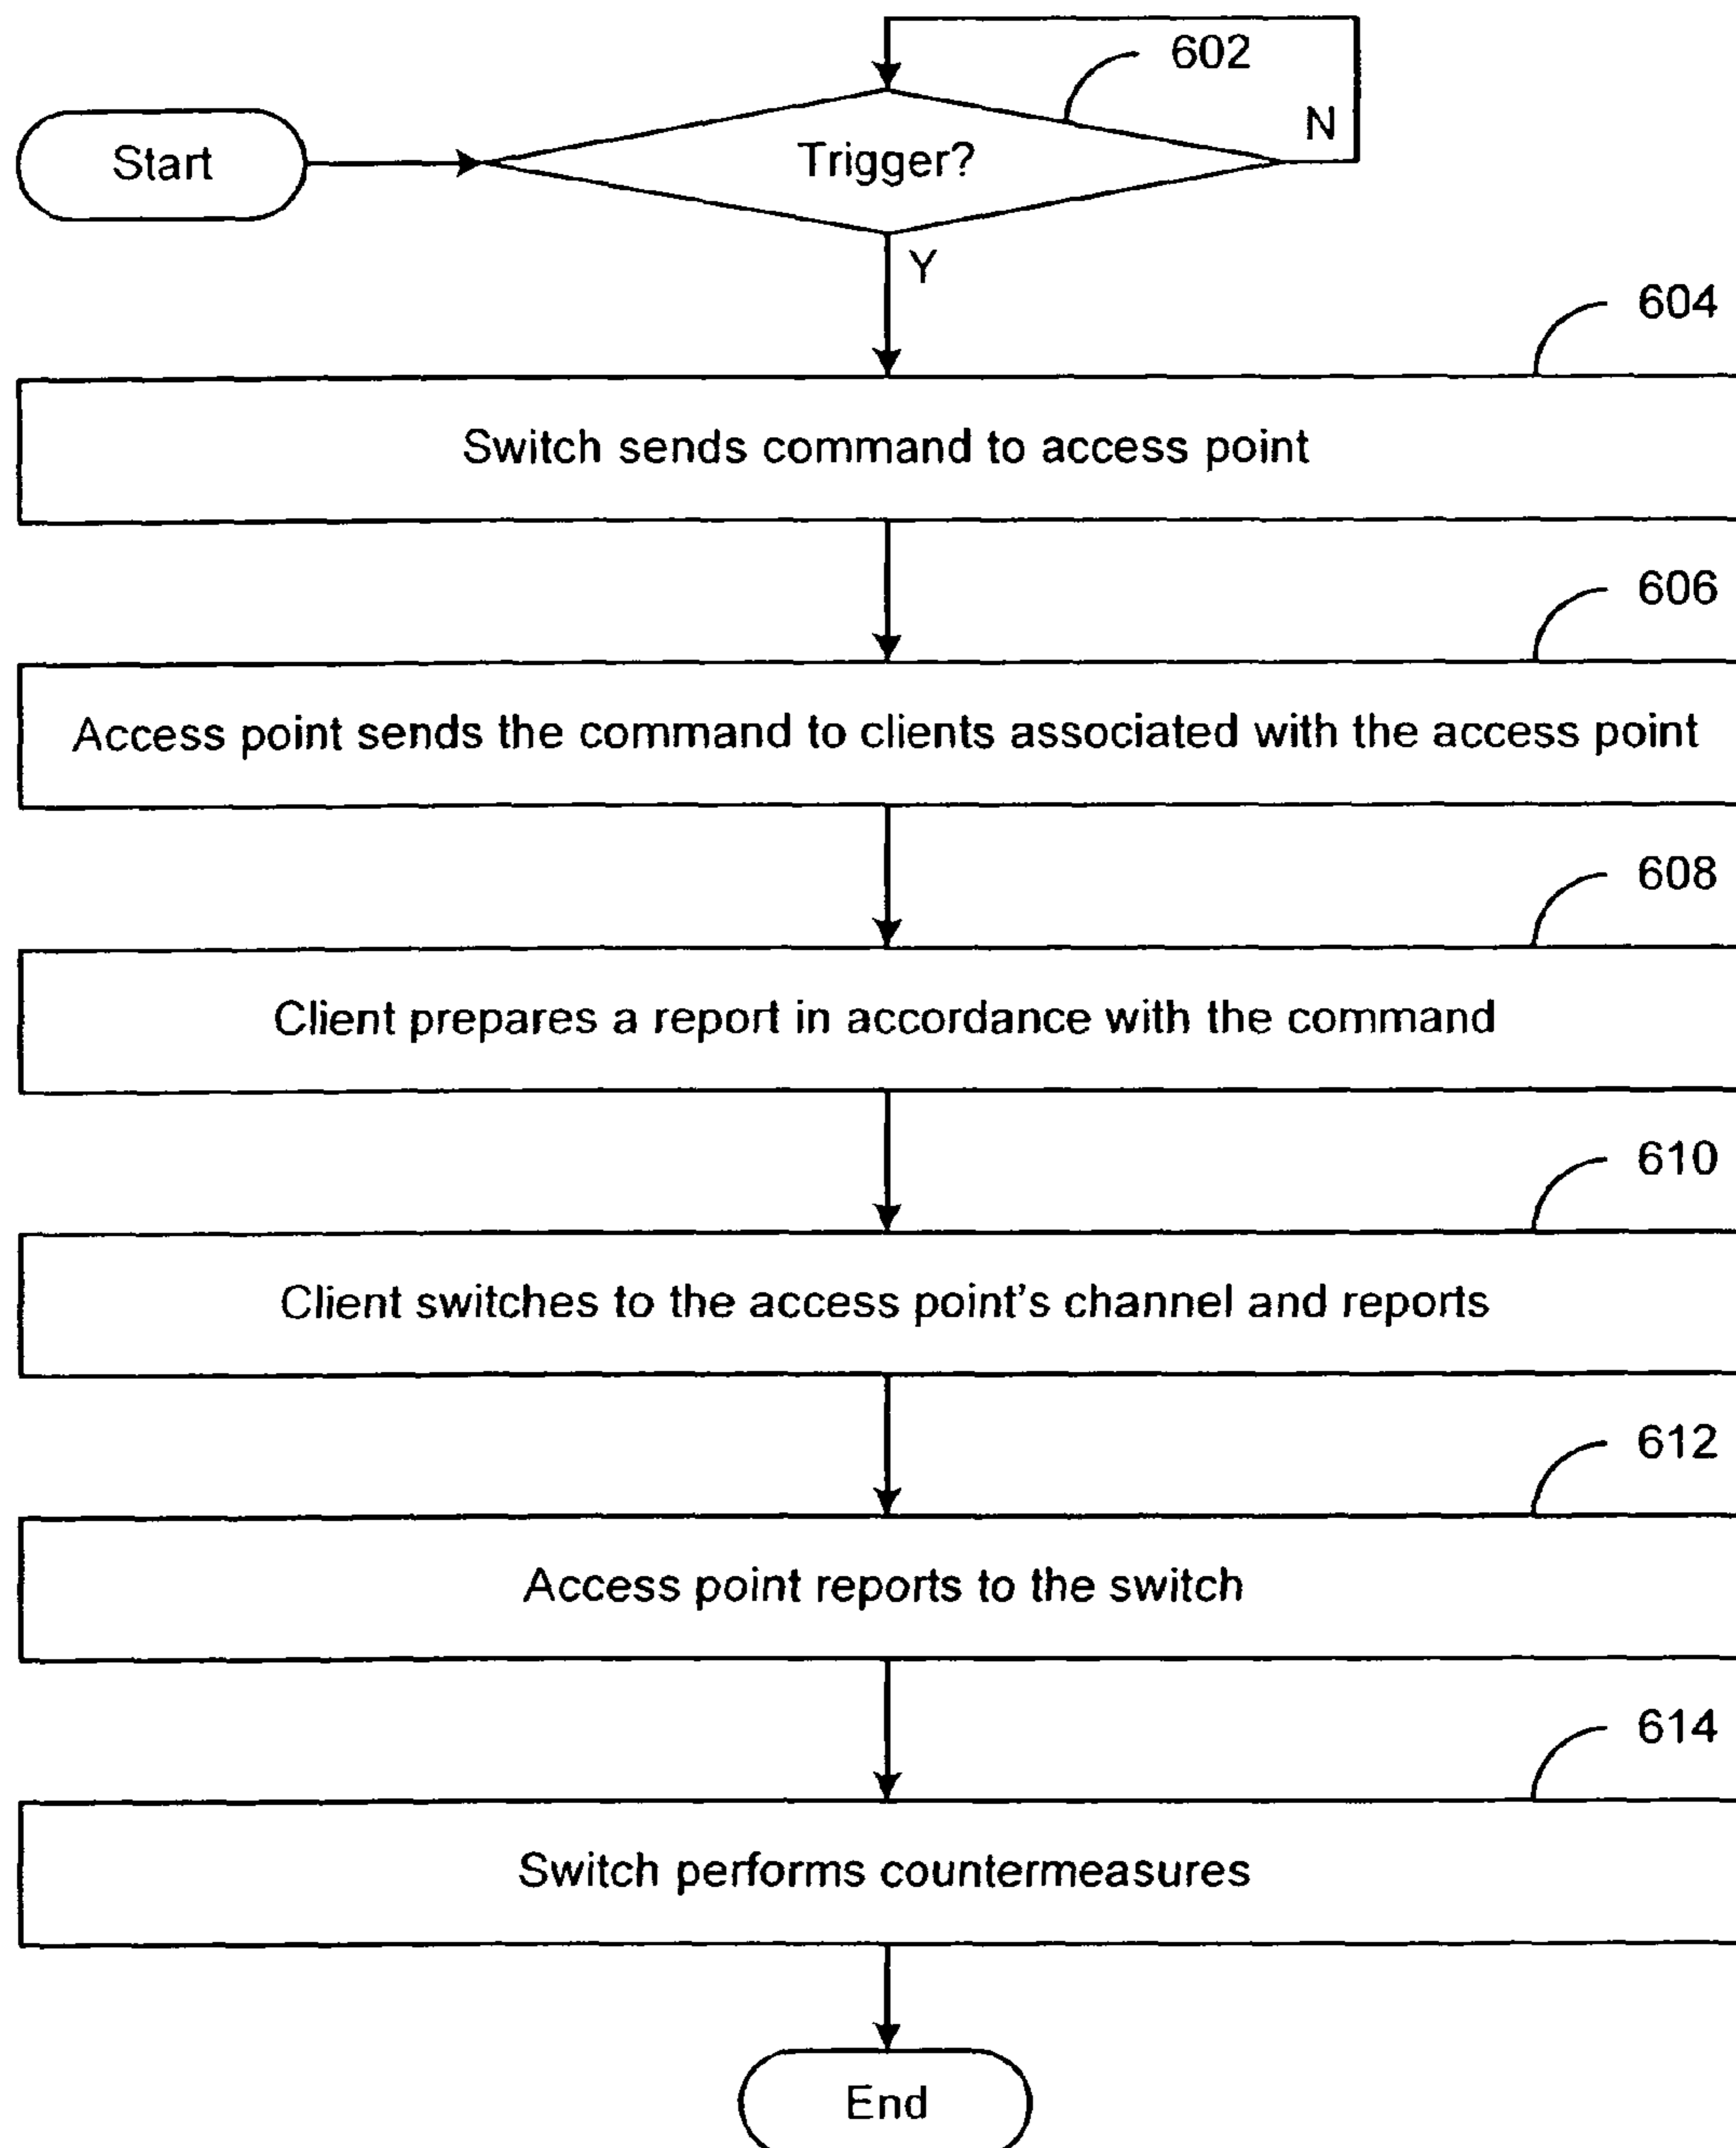 602
N
Start
Trigger?
Y
604
Switch sends command to access point
606
Access point sends the command to clients associated with the access point
608
Client prepares a report in accordance with the command
610
Client switches to the access point's channel and reports
612
Access point reports to the switch
614
Switch performs countermeasures
End